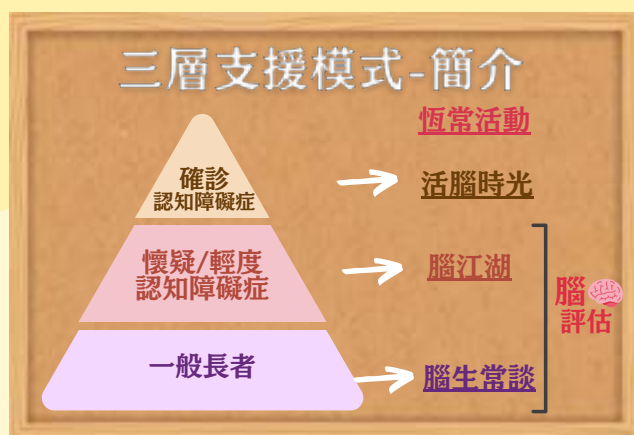 三層支援模式-簡介
恆常活動
確診
認知障礙症
活腦時光
懷疑/輕度
認知障礙症
腦江湖
腦
評估
一般長者
腦生常談